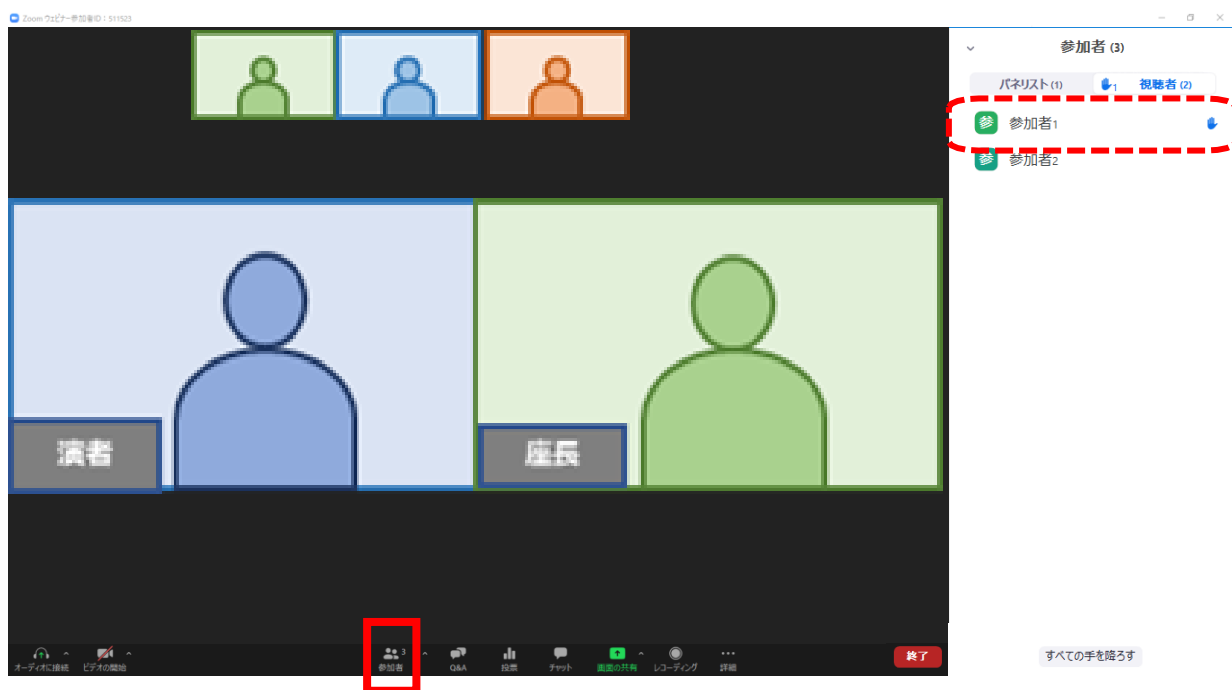 Zoom ウェビナー参加者ID：511523
参加者 (3)
パネリスト (1)
1 視聴者 (2)
参 参加者1
参 参加者2
演者
座長
オーディオに接続
ビデオの開始
3
参加者
Q&A
投票
チャット
画面の共有
レコーディング
詳細
終了
すべての手を降ろす